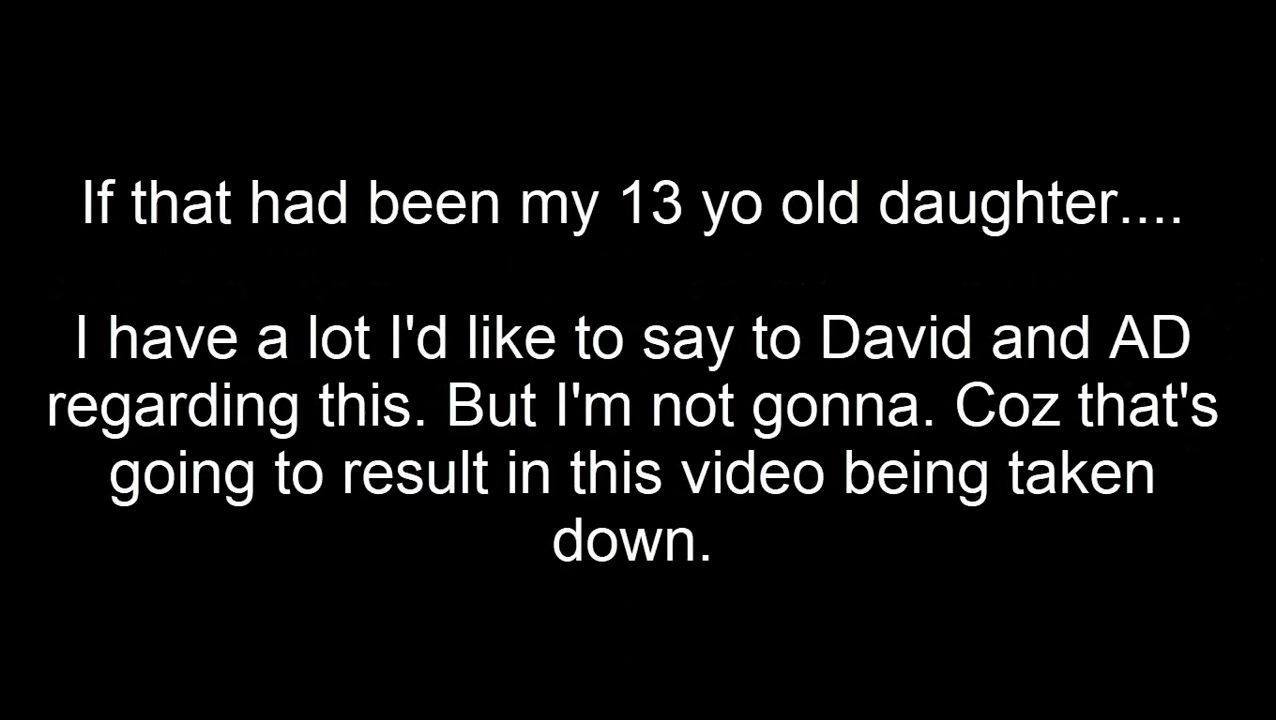 If that had been my 13 yo old daughter....
I have a lot I'd like to say to David and AD
regarding this. But I'm not gonna. Coz that's
going to result in this video being taken
down.